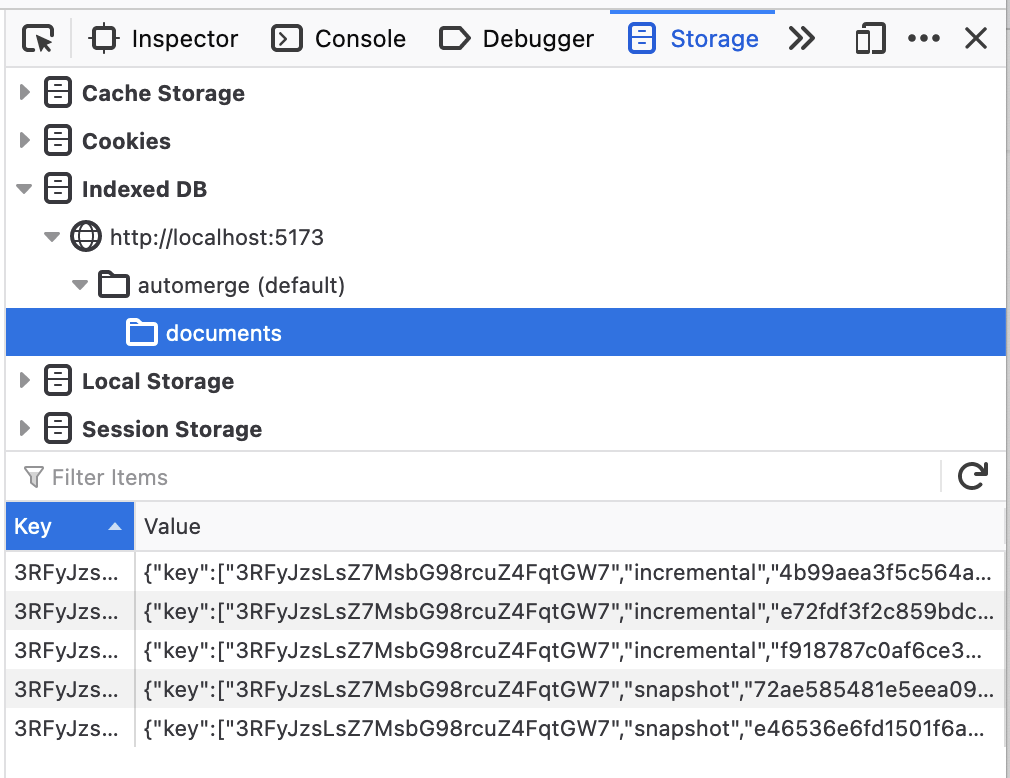 Inspector Console Debugger Storage
Cache Storage
Cookies
Indexed DB
http://localhost:5173
automerge (default)
documents
Local Storage
Session Storage
Filter Items
Key Value
3RFyJzs... {"key":["3RFyJzsLsZ7MsbG98rcuZ4FqtGW7","incremental","4b99aea3f5c564a...
3RFyJzs... {"key":["3RFyJzsLsZ7MsbG98rcuZ4FqtGW7","incremental","e72fdf3f2c859bdc...
3RFyJzs... {"key":["3RFyJzsLsZ7MsbG98rcuZ4FqtGW7","incremental","f918787c0af6ce3...
3RFyJzs... {"key":["3RFyJzsLsZ7MsbG98rcuZ4FqtGW7","snapshot","72ae585481e5eea09...
3RFyJzs... {"key":["3RFyJzsLsZ7MsbG98rcuZ4FqtGW7","snapshot","e46536e6fd1501f6a...